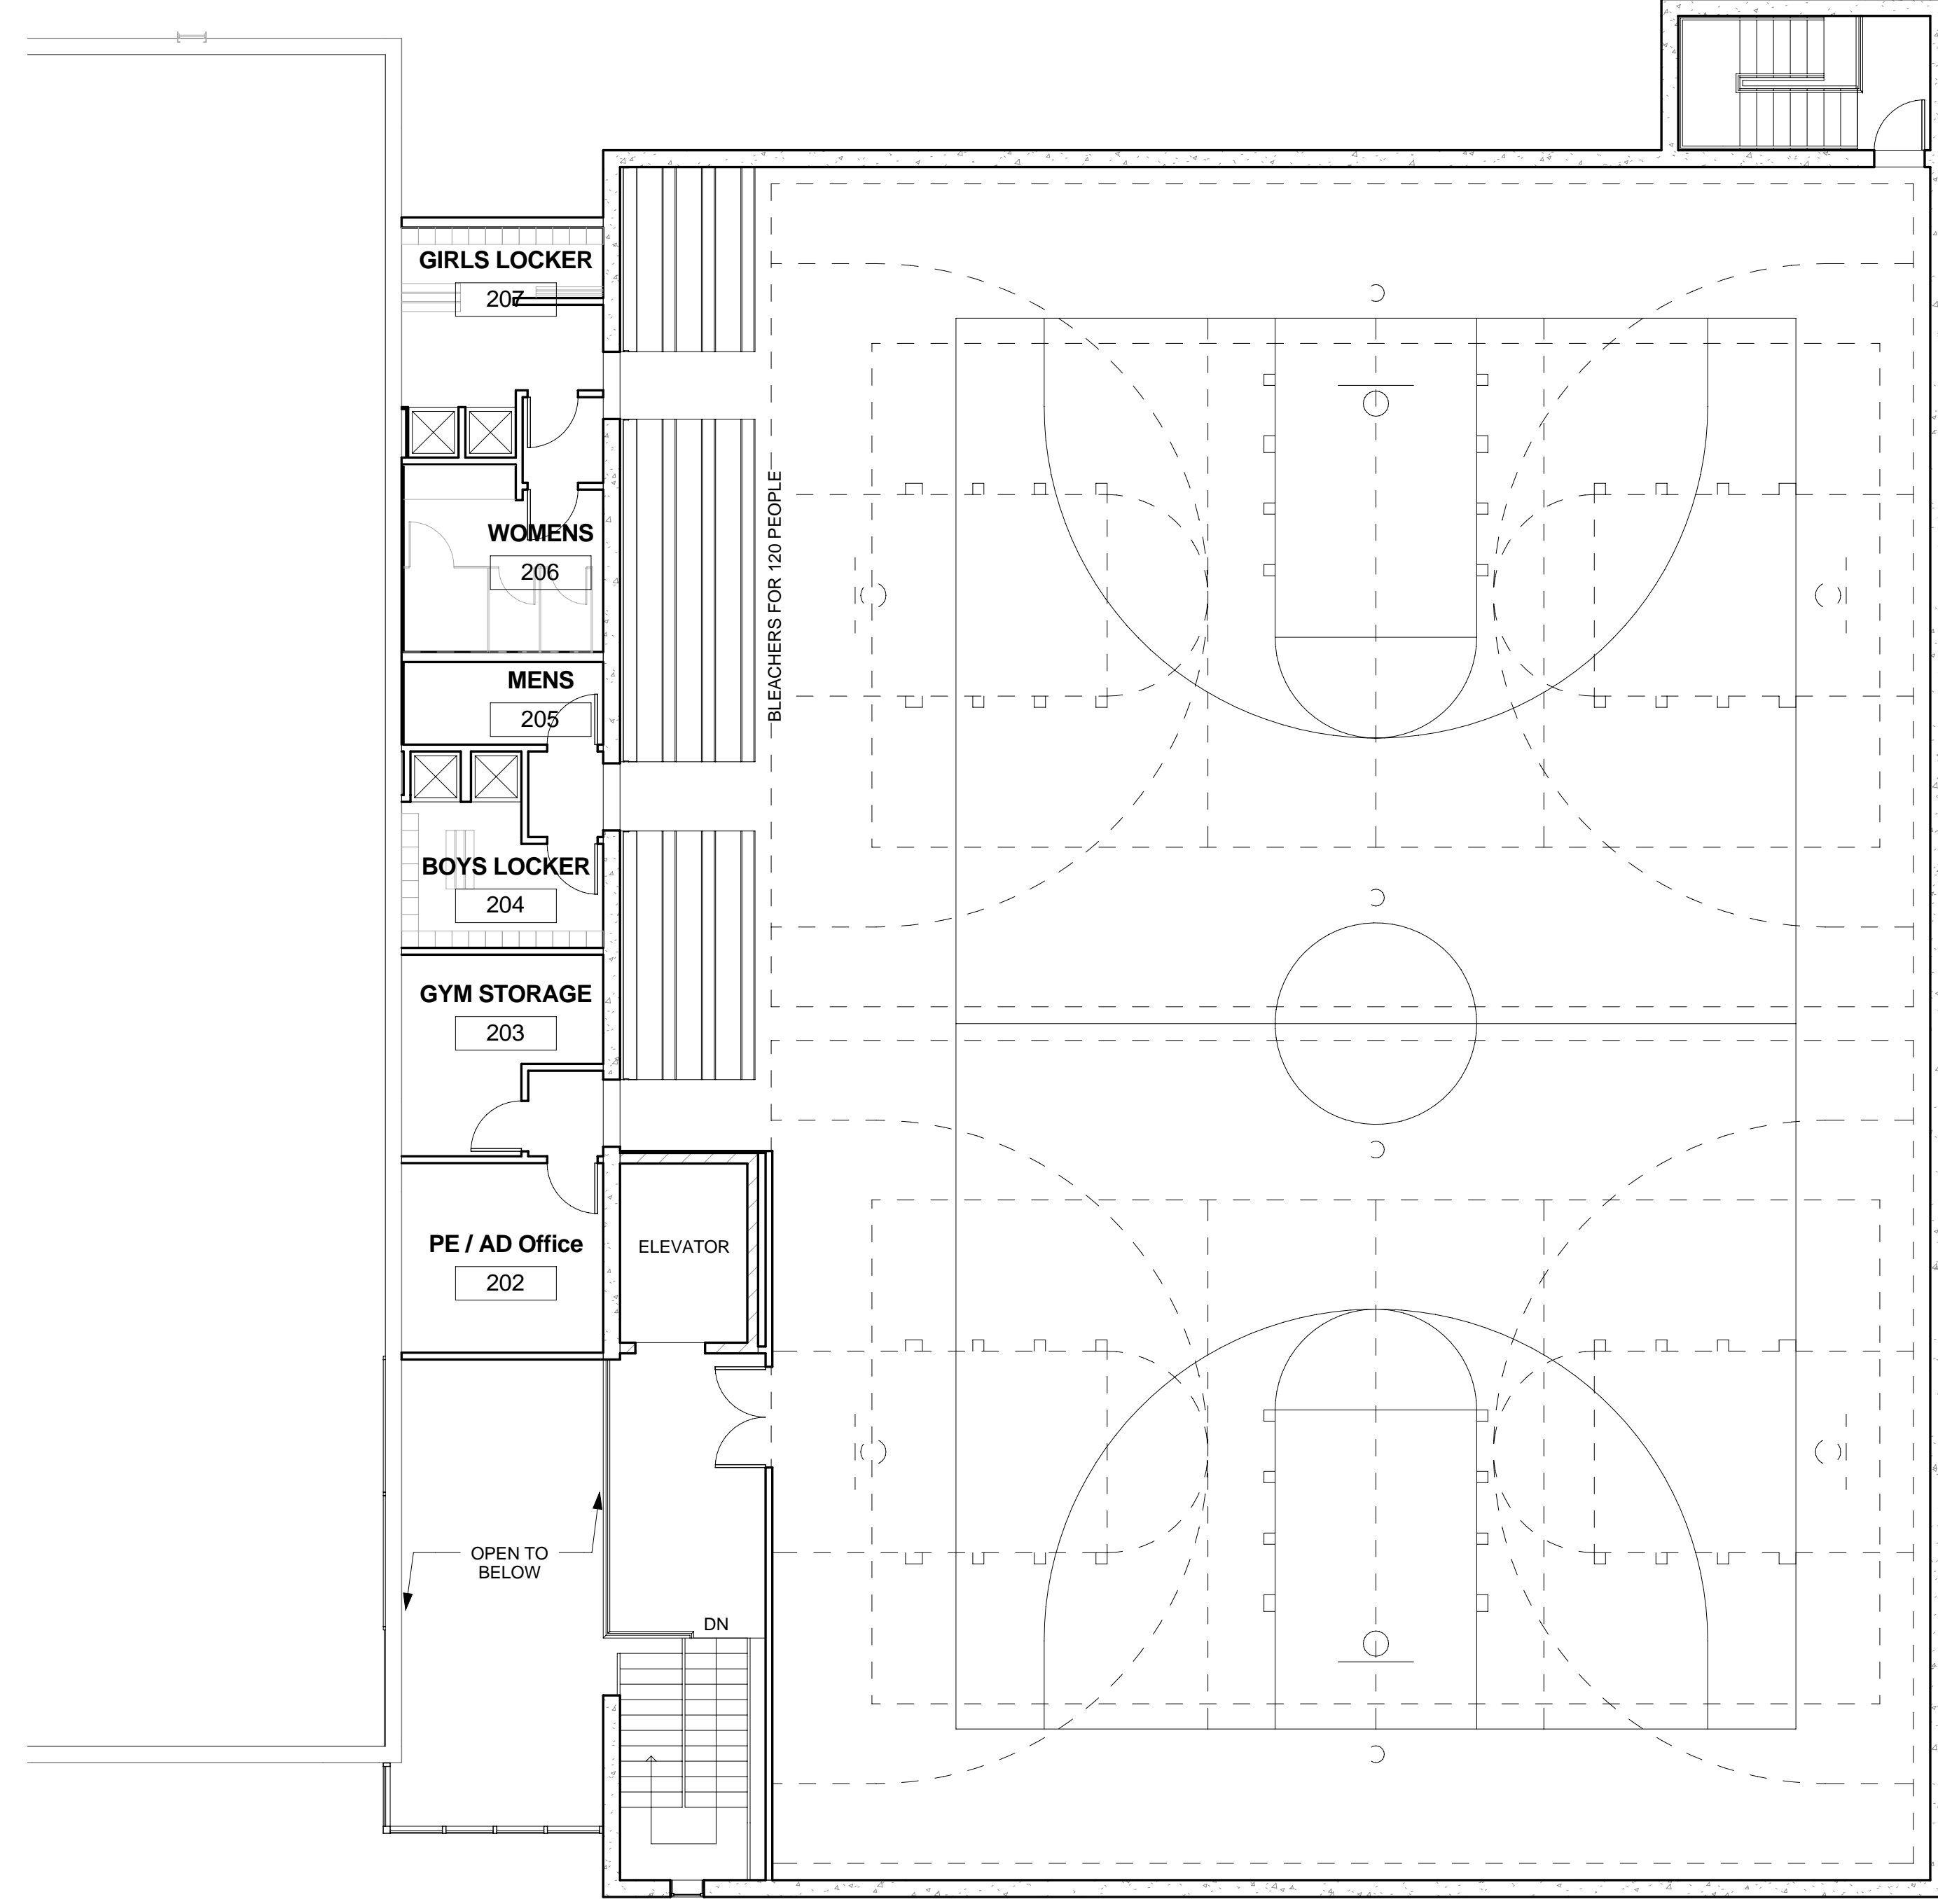 GIRLS LOCKER
207
WOMENS
206
BLEACHERS FOR 120 PEOPLE
MENS
205
BOYS LOCKER
204
GYM STORAGE
203
PE / AD Office
202
ELEVATOR
OPEN TO
BELOW
DN